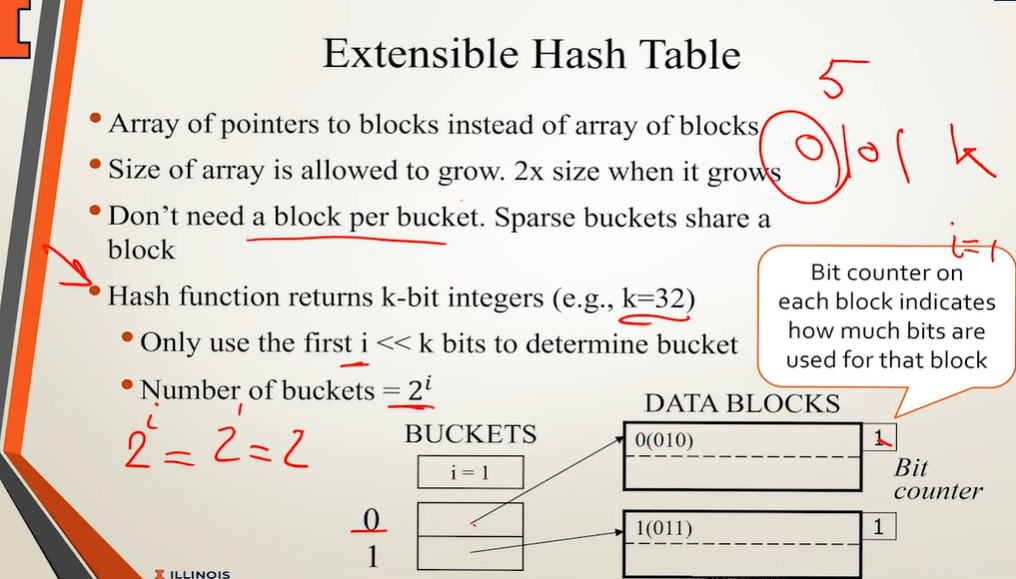 Extensible Hash Table
5
• Array of pointers to blocks instead of array of blocks
0101 k
• Size of array is allowed to grow. 2x size when it grows
• Don't need a block per bucket. Sparse buckets share a
block
i=1
• Hash function returns k-bit integers (e.g., k=32)
• Only use the first i << k bits to determine bucket
• Number of buckets = 2^i
Bit counter on
each block indicates
how much bits are
used for that block
2^i = 2^1 = 2
BUCKETS
i = 1
0
1
DATA BLOCKS
0(010)
1
Bit
counter
1(011)
1
I ILLINOIS